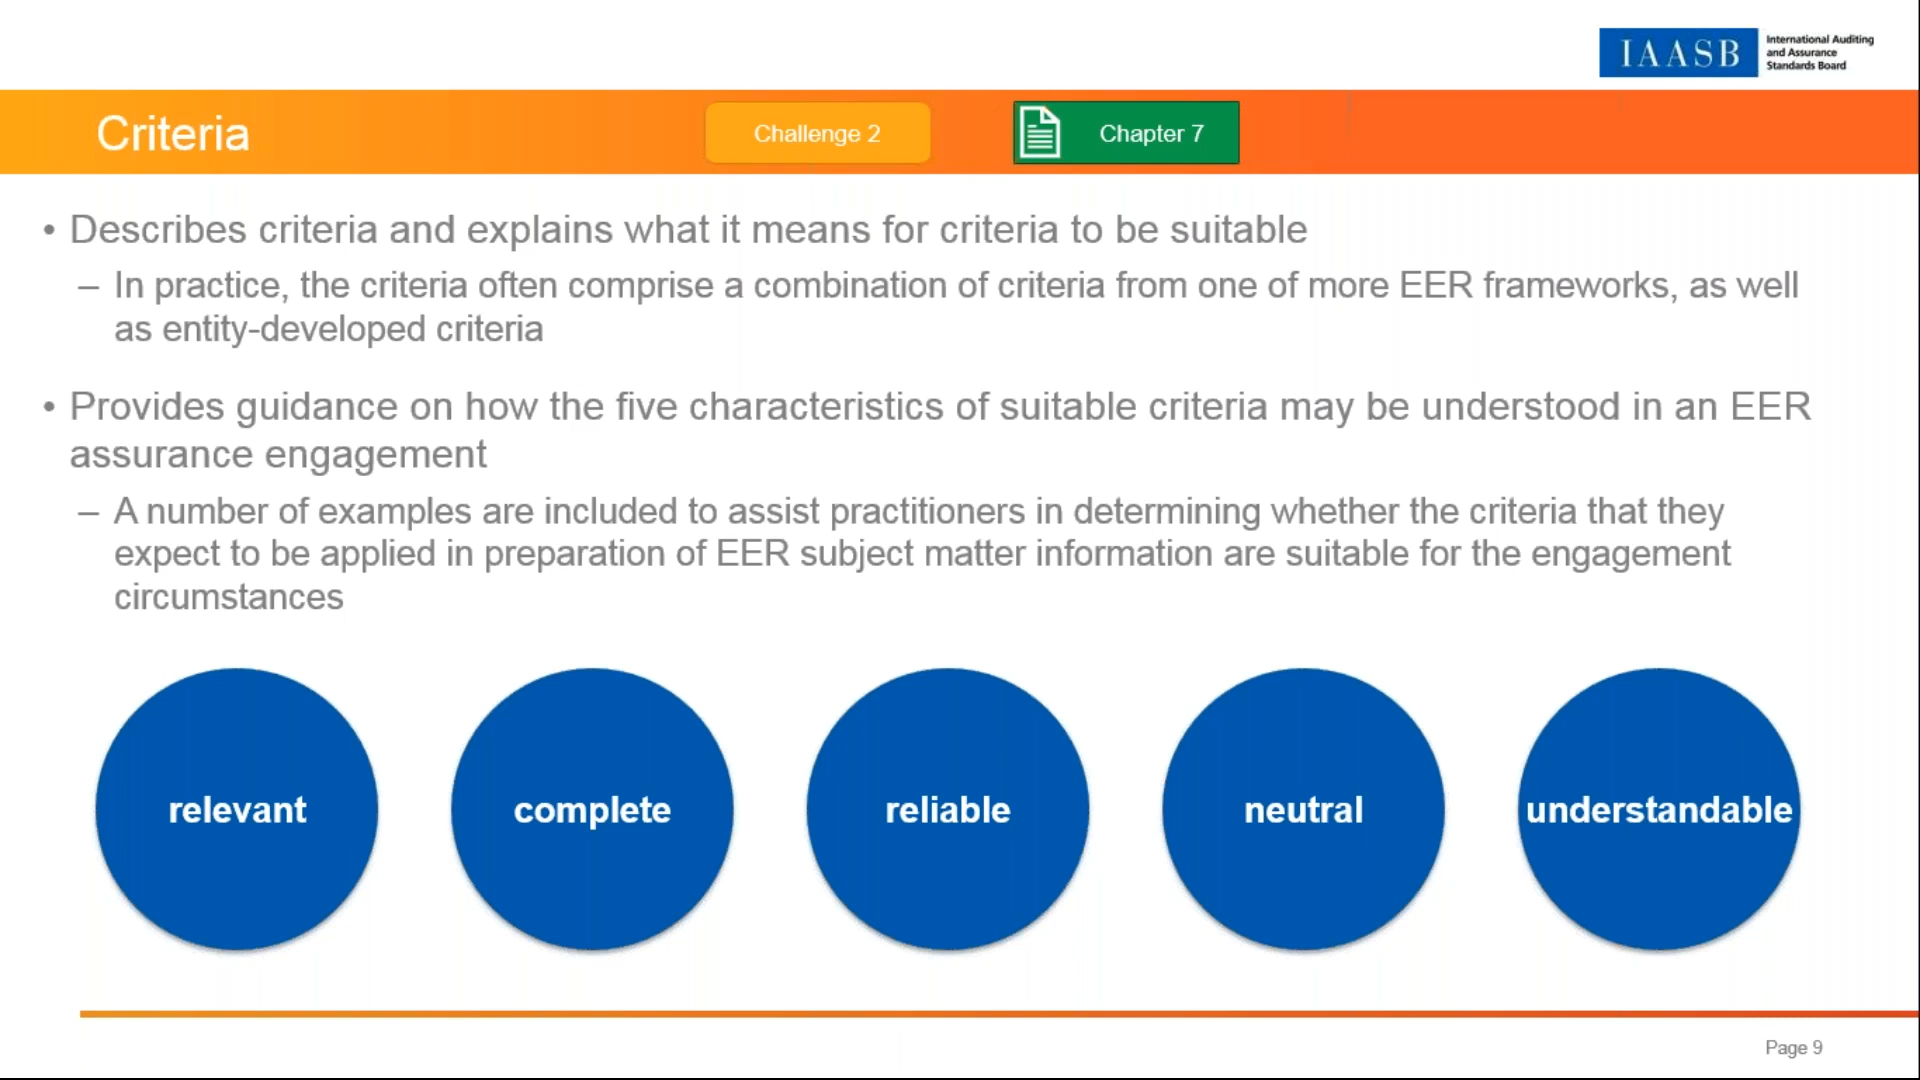 IAASB
International Auditing
and Assurance
Standards Board
Criteria
Challenge 2
Chapter 7
• Describes criteria and explains what it means for criteria to be suitable
– In practice, the criteria often comprise a combination of criteria from one of more EER frameworks, as well
as entity-developed criteria
• Provides guidance on how the five characteristics of suitable criteria may be understood in an EER
assurance engagement
– A number of examples are included to assist practitioners in determining whether the criteria that they
expect to be applied in preparation of EER subject matter information are suitable for the engagement
circumstances
relevant
complete
reliable
neutral
understandable
Page 9